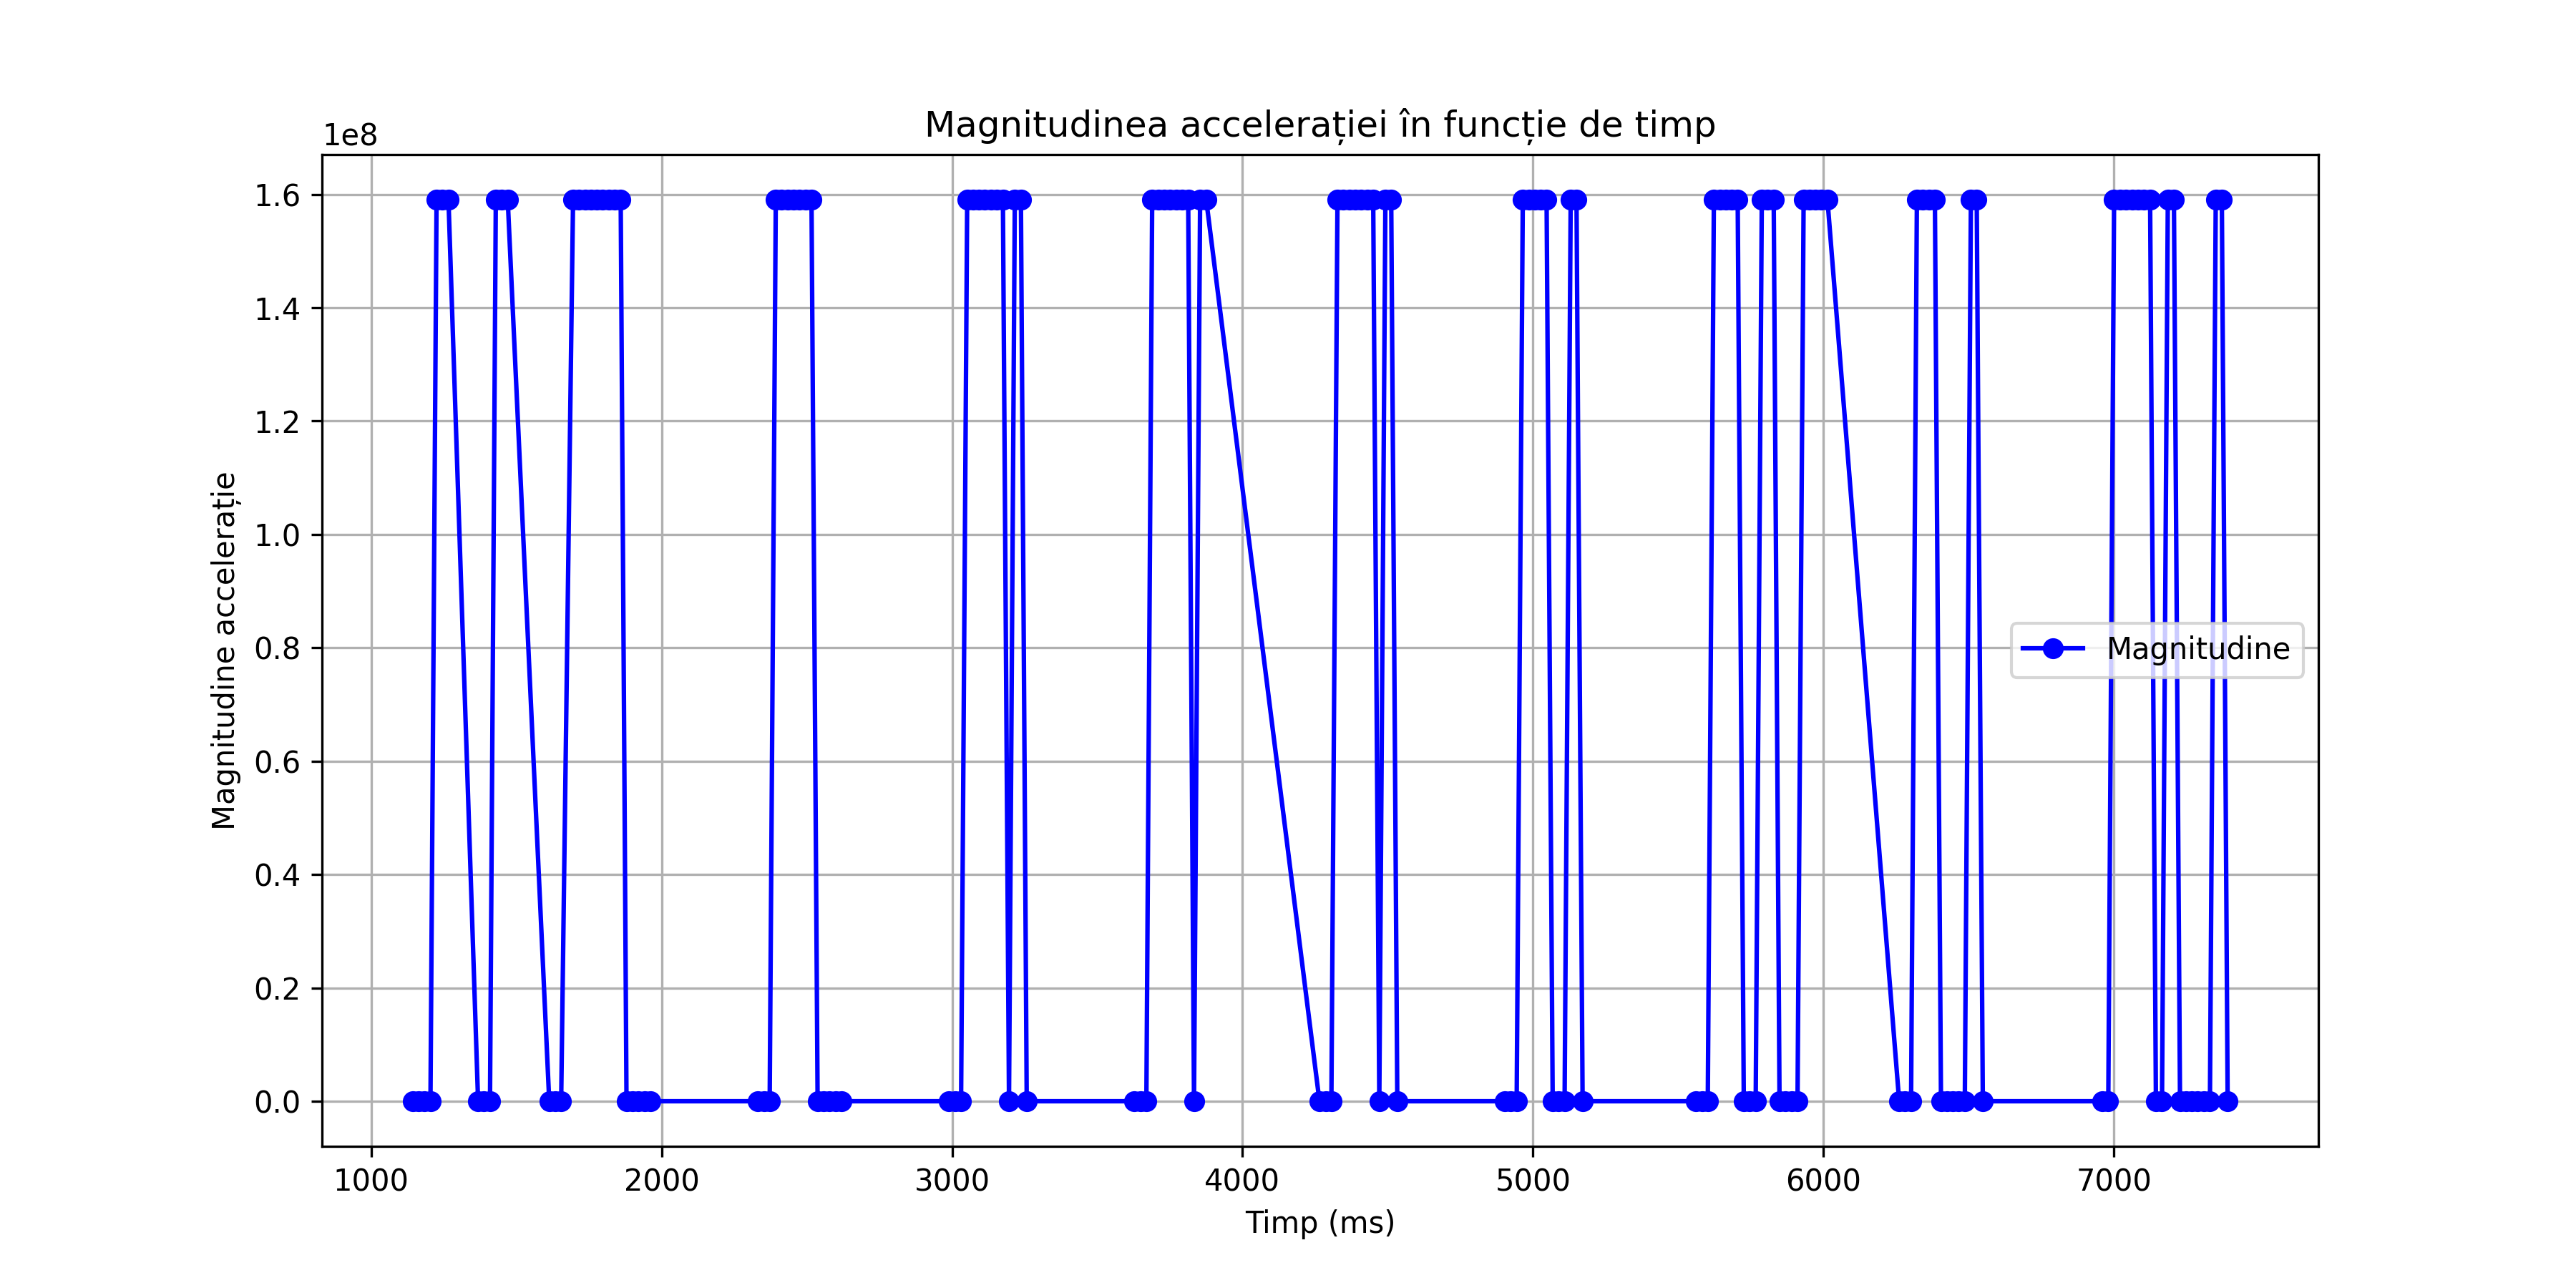 Magnitudinea accelerației în funcție de timp
1e8
1.6
1.4
1.2
1.0
0.8
0.6
0.4
0.2
0.0
Magnitudine accelerație
Magnitudine
1000 2000 3000 4000 5000 6000 7000
Timp (ms)